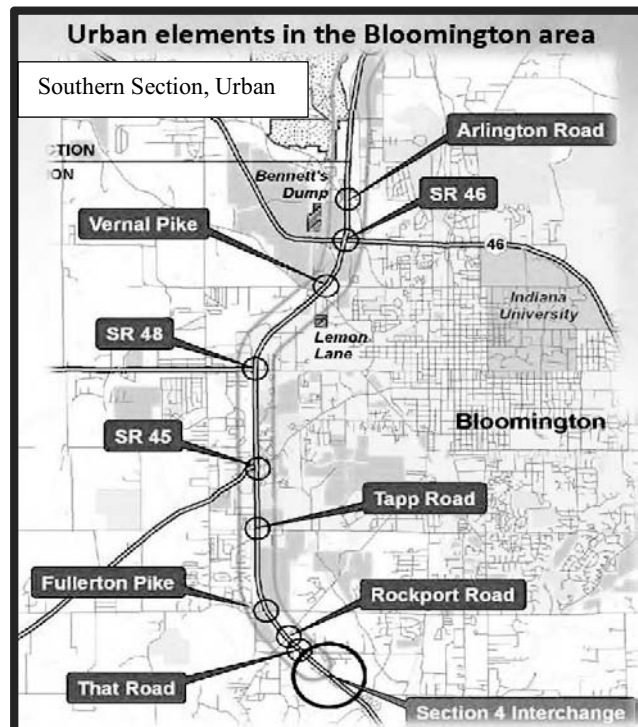 Urban elements in the Bloomington area
Southern Section, Urban
Arlington Road
CTION
ON
Bennett's
Dump
SR 46
Vernal Pike
46
Indiana
University
Lemon
Lane
SR 48
Bloomington
SR 45
Tapp Road
Fullerton Pike
Rockport Road
That Road
Section 4 Interchange